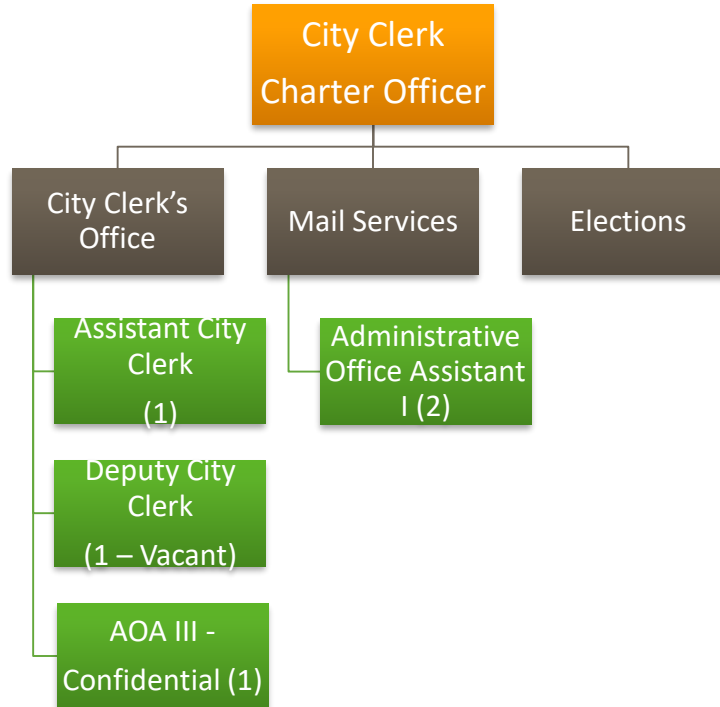 City Clerk
Charter Officer
City Clerk’s
Office
Mail Services
Elections
Assistant City
Clerk
(1)
Administrative
Office Assistant
I (2)
Deputy City
Clerk
(1 – Vacant)
AOA III -
Confidential (1)